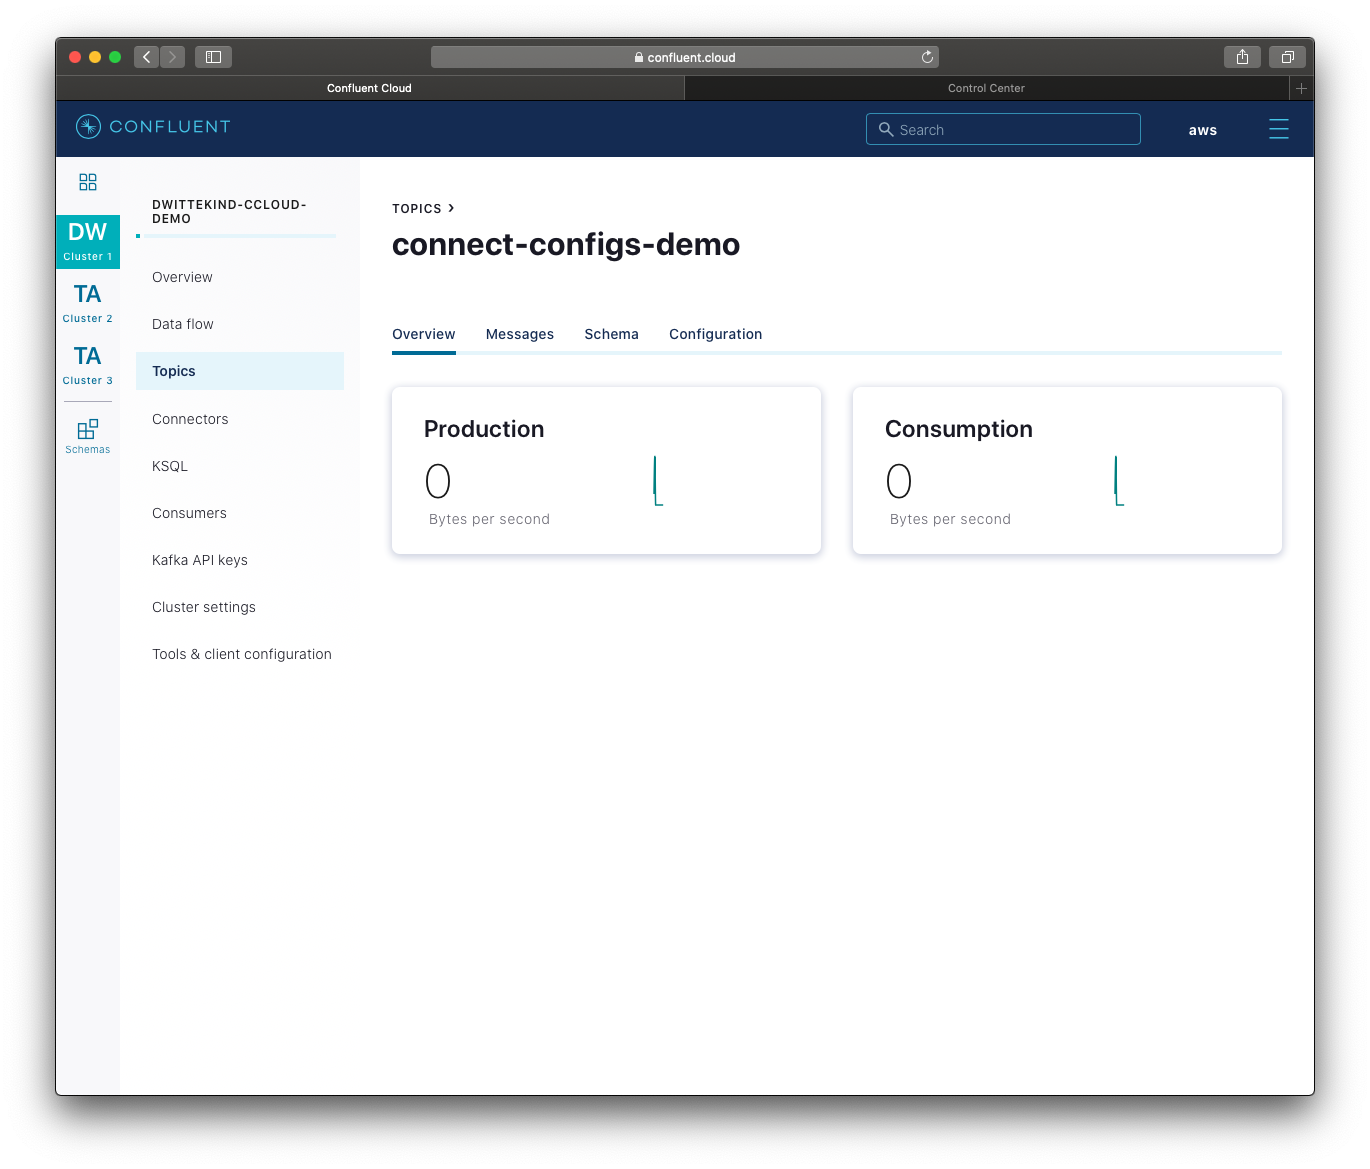 confluent.cloud
Confluent Cloud
Control Center
CONFLUENT
Search
aws
DW
Cluster 1
TA
Cluster 2
TA
Cluster 3
Schemas
DWITTEKIND-CCLOUD-
DEMO
Overview
Data flow
Topics
Connectors
KSQL
Consumers
Kafka API keys
Cluster settings
Tools & client configuration
TOPICS ›
connect-configs-demo
Overview Messages Schema Configuration
Production
0
Bytes per second
Consumption
0
Bytes per second